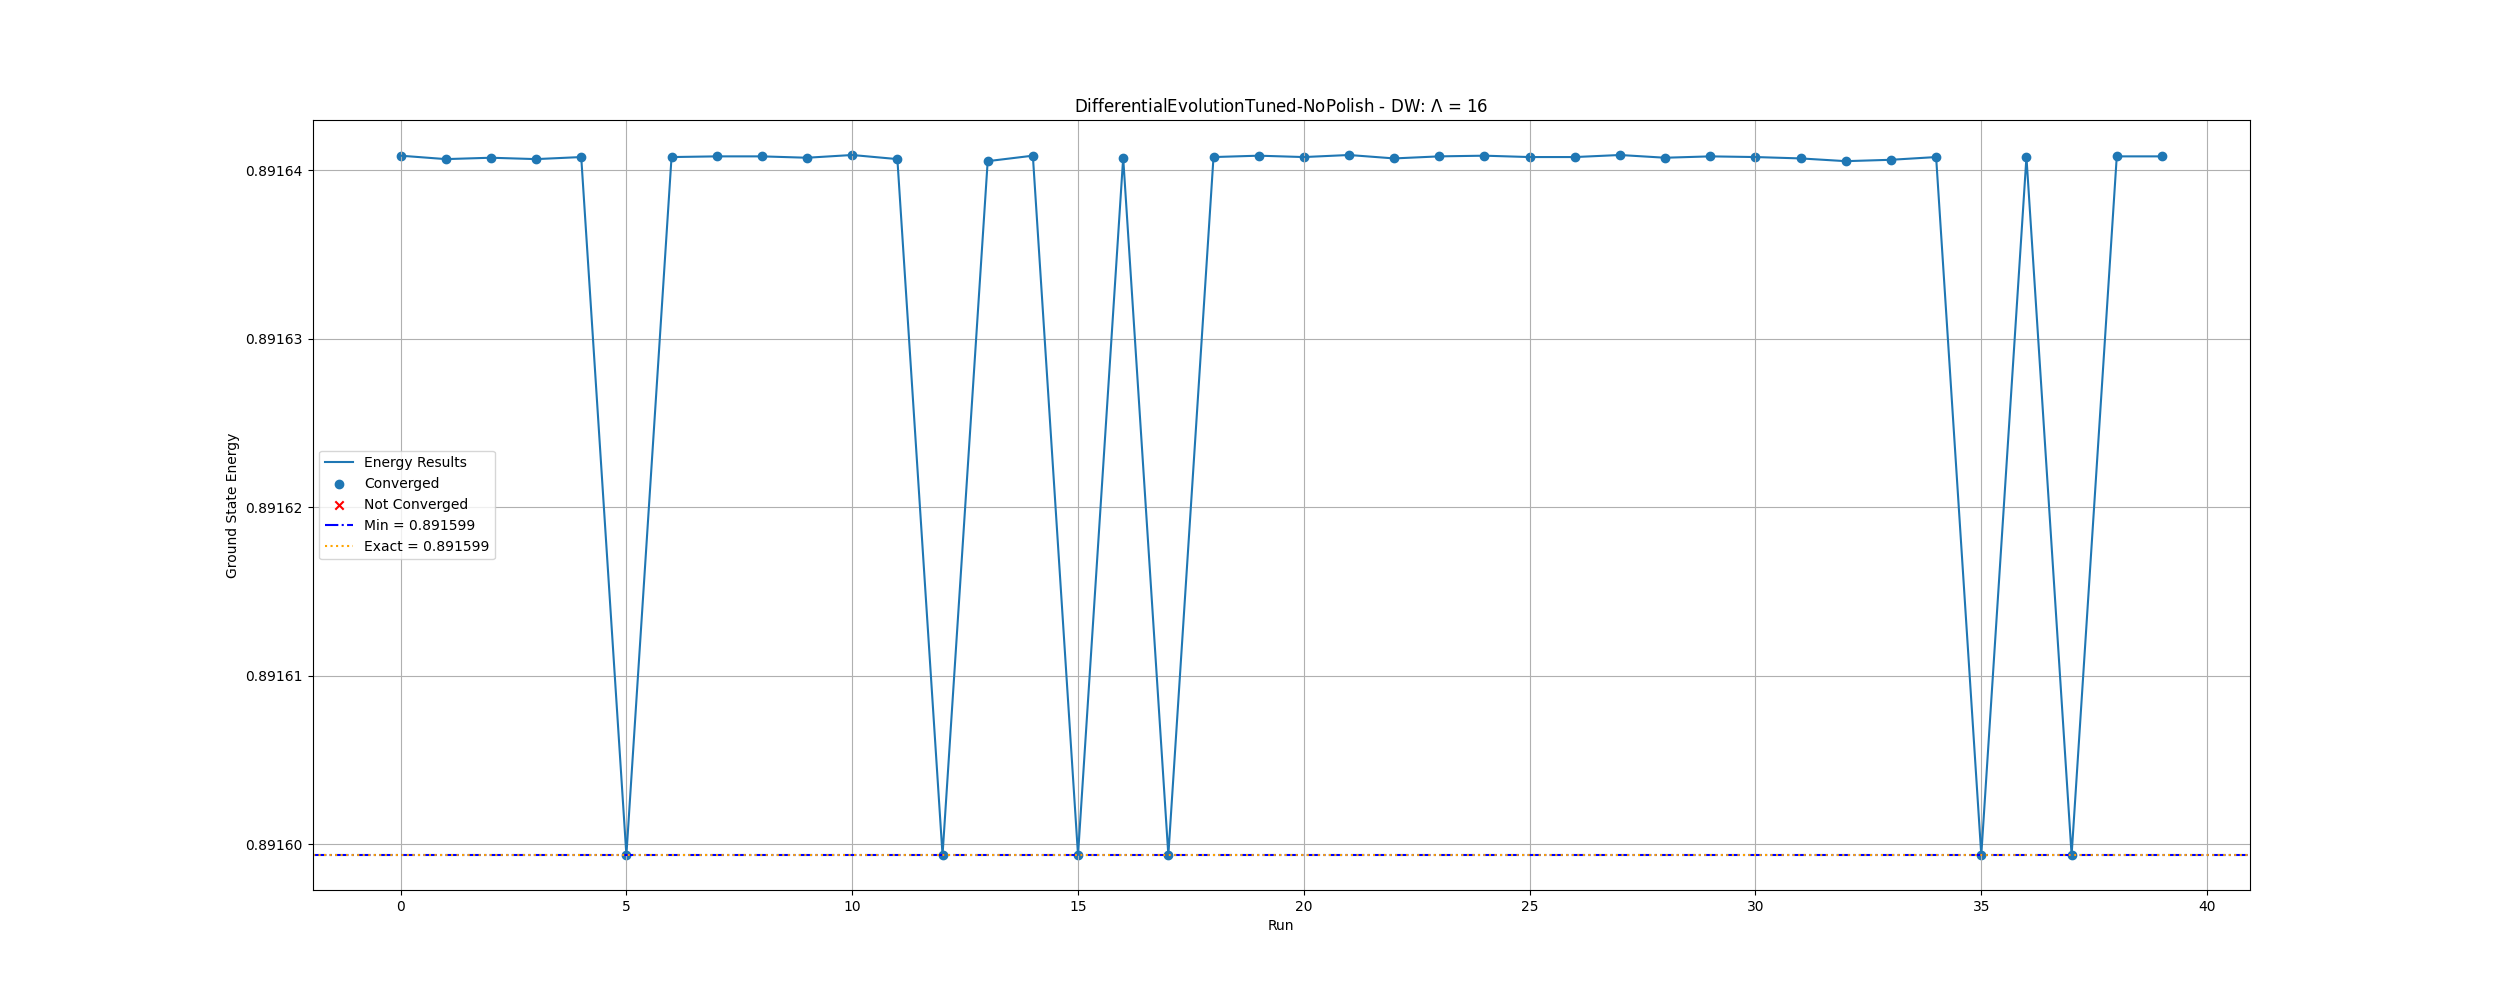 DifferentialEvolutionTuned-NoPolish - DW: Λ = 16
Ground State Energy
0.89164
0.89163
0.89162
0.89161
0.89160
Energy Results
Converged
Not Converged
Min = 0.891599
Exact = 0.891599
0 5 10 15 20 25 30 35 40
Run